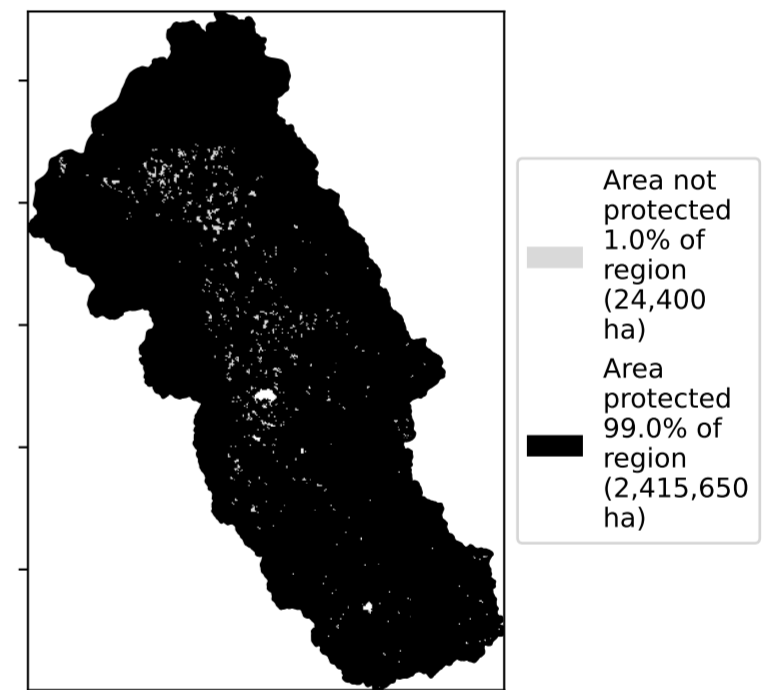 Area not
protected
1.0% of
region
(24,400
ha)
Area
protected
99.0% of
region
(2,415,650
ha)